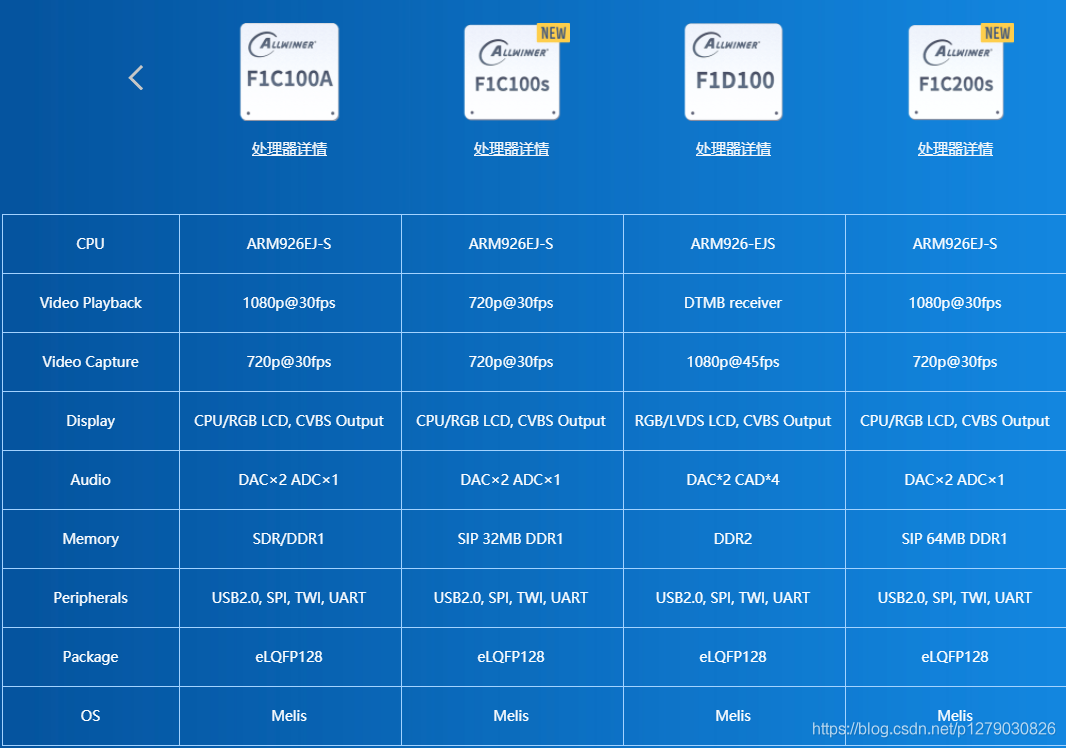 NEW NEW
ALLWINNER ALLWINNER ALLWINNER ALLWINNER
F1C100A F1C100s F1D100 F1C200s
处理器详情 处理器详情 处理器详情 处理器详情
CPU ARM926EJ-S ARM926EJ-S ARM926-EJS ARM926EJ-S
Video Playback 1080p@30fps 720p@30fps DTMB receiver 1080p@30fps
Video Capture 720p@30fps 720p@30fps 1080p@45fps 720p@30fps
Display CPU/RGB LCD, CVBS Output CPU/RGB LCD, CVBS Output RGB/LVDS LCD, CVBS Output CPU/RGB LCD, CVBS Output
Audio DAC×2 ADC×1 DAC×2 ADC×1 DAC*2 CAD*4 DAC×2 ADC×1
Memory SDR/DDR1 SIP 32MB DDR1 DDR2 SIP 64MB DDR1
Peripherals USB2.0, SPI, TWI, UART USB2.0, SPI, TWI, UART USB2.0, SPI, TWI, UART USB2.0, SPI, TWI, UART
Package eLQFP128 eLQFP128 eLQFP128 eLQFP128
OS Melis Melis Melis Melis
https://blog.csdn.net/p1279030826